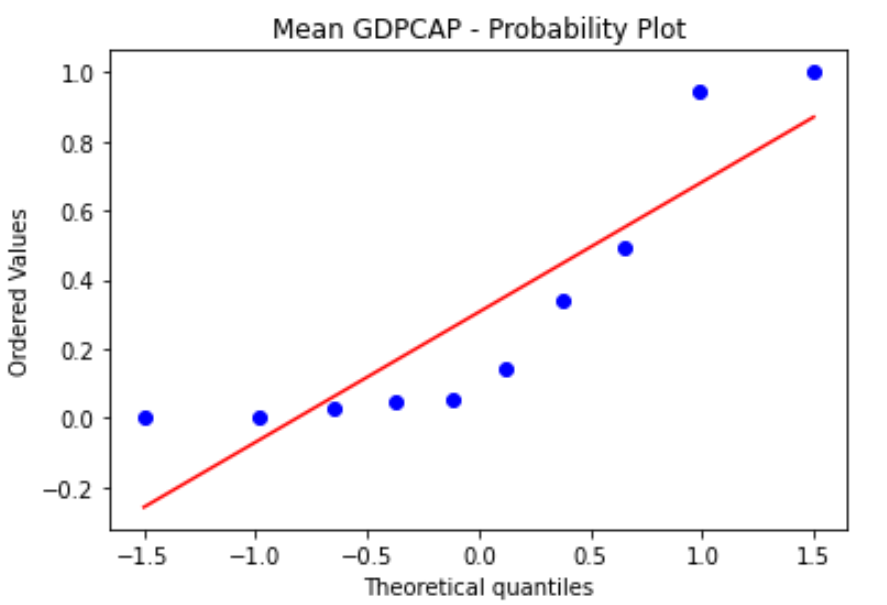 Mean GDPCAP - Probability Plot
1.0
0.8
0.6
0.4
0.2
0.0
−0.2
Ordered Values
−1.5 −1.0 −0.5 0.0 0.5 1.0 1.5
Theoretical quantiles